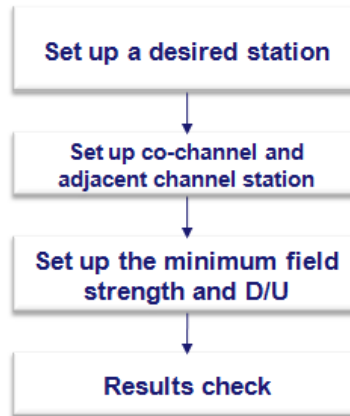 Set up a desired station
Set up co-channel and
adjacent channel station
Set up the minimum field
strength and D/U
Results check